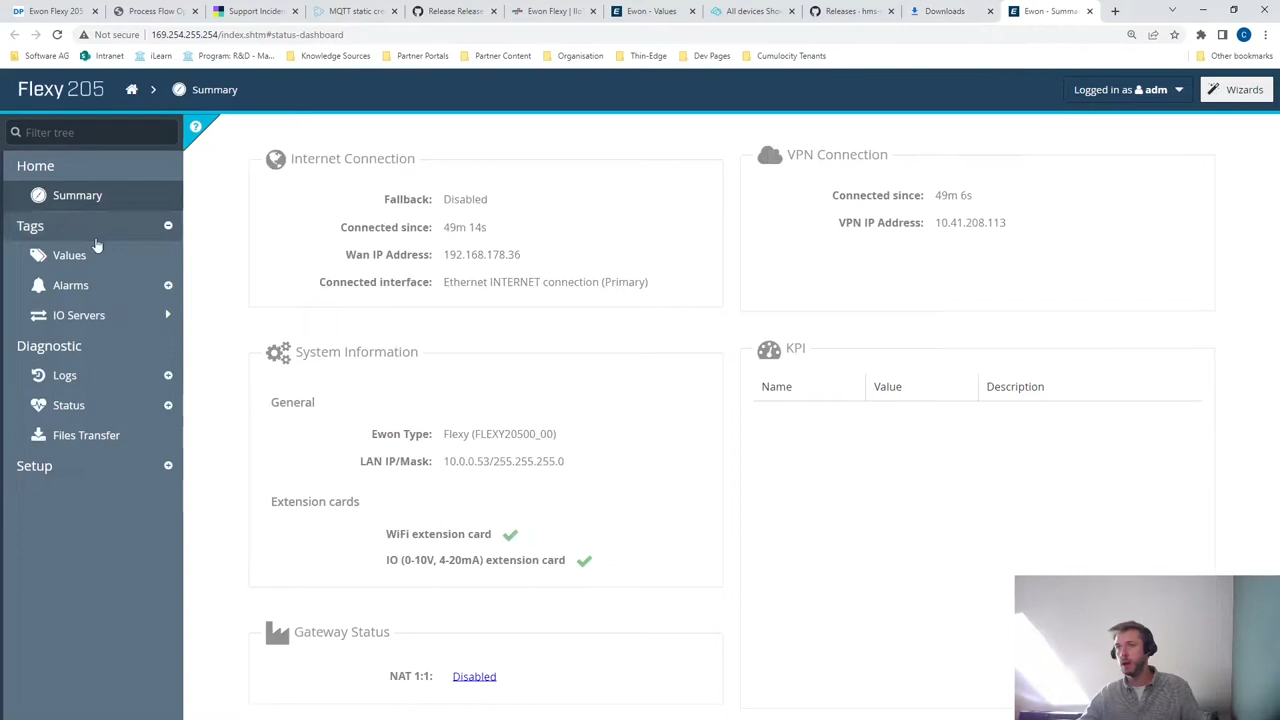 Ewon Flexy 205
Process Flow Op
Support Inciden
MQTT static cre
Release Release
Ewon Flexy | Io
Ewon - Values
All devices Show
Releases · hms-
Downloads
Ewon - Summa
Not secure 169.254.255.254/index.shtm#status-dashboard
Software AG
Intranet
iLearn
Program: R&D - Ma...
Knowledge Sources
Partner Portals
Partner Content
Organisation
Thin-Edge
Dev Pages
Cumulocity Tenants
Other bookmarks
Flexy 205
Summary
Logged in as adm
Wizards
Filter tree
Home
Summary
Tags
Values
Alarms
IO Servers
Diagnostic
Logs
Status
Files Transfer
Setup
Internet Connection
Fallback: Disabled
Connected since: 49m 14s
Wan IP Address: 192.168.178.36
Connected interface: Ethernet INTERNET connection (Primary)
System Information
General
Ewon Type: Flexy (FLEXY20500_00)
LAN IP/Mask: 10.0.0.53/255.255.255.0
Extension cards
WiFi extension card
IO (0-10V, 4-20mA) extension card
Gateway Status
NAT 1:1: Disabled
VPN Connection
Connected since: 49m 6s
VPN IP Address: 10.41.208.113
KPI
Name Value Description